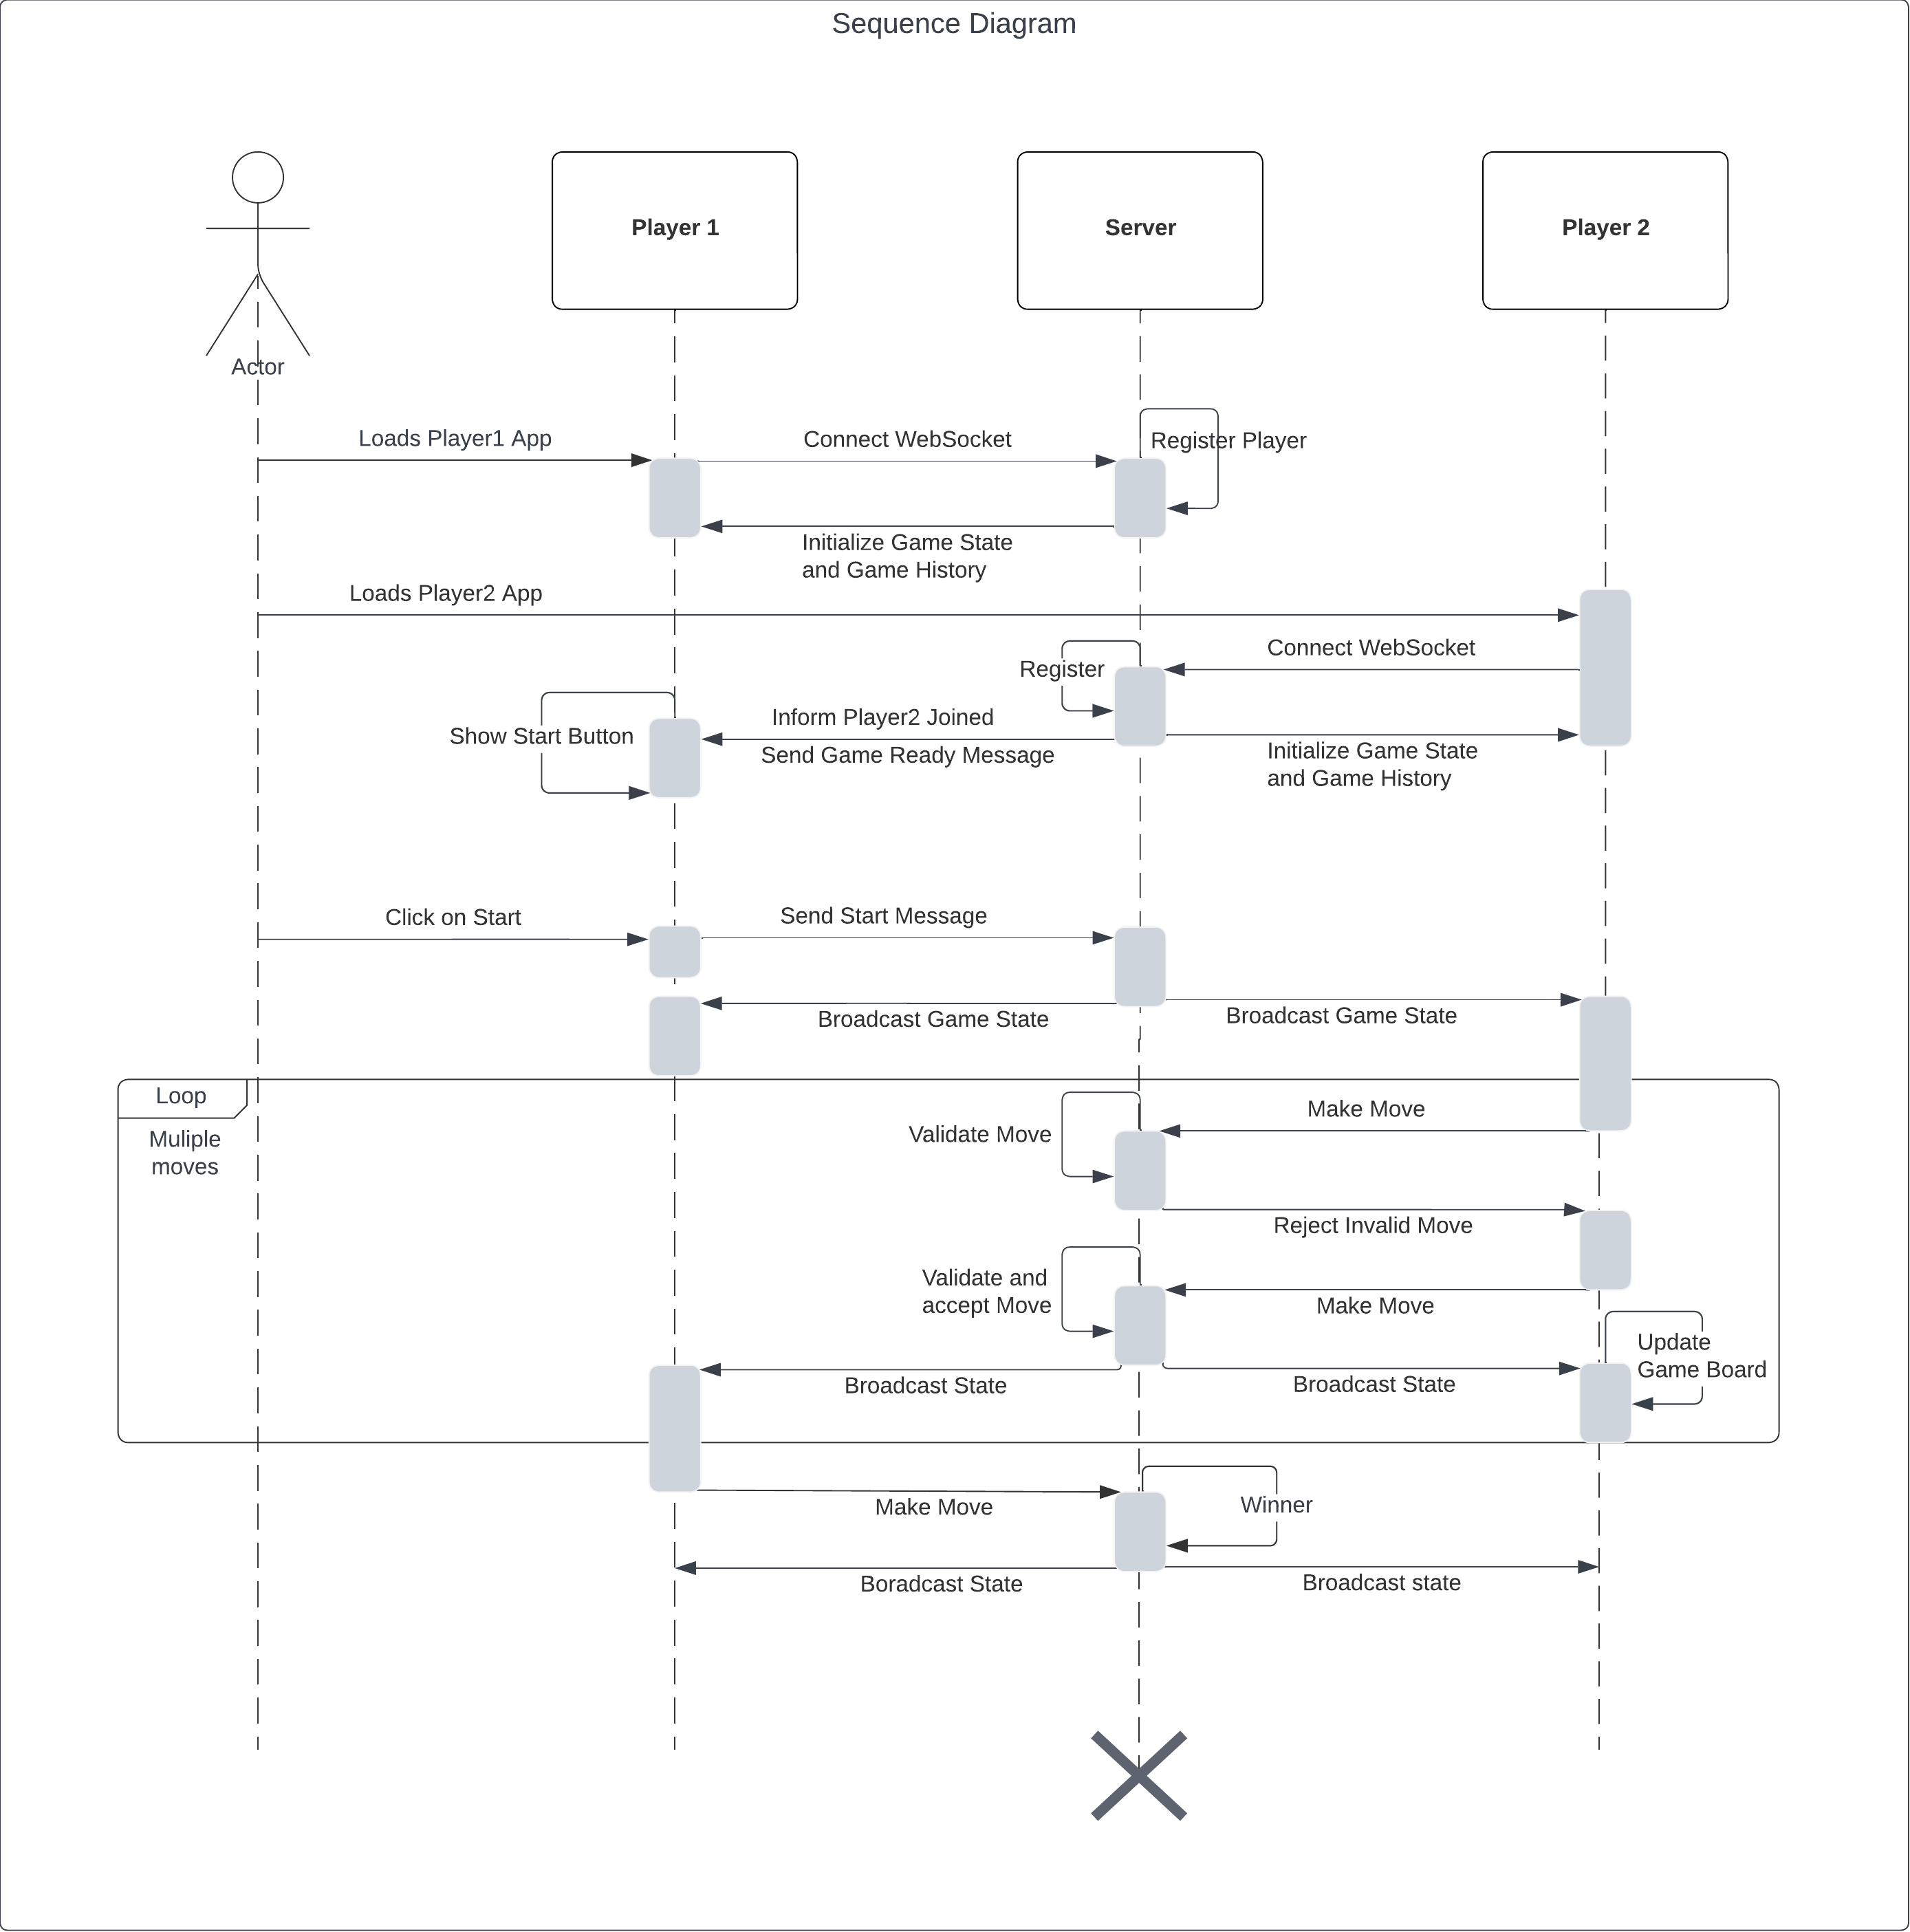 Sequence Diagram
Player 1
Server
Player 2
Actor
Loads Player1 App
Connect WebSocket
Register Player
Initialize Game State
and Game History
Loads Player2 App
Connect WebSocket
Register
Inform Player2 Joined
Show Start Button
Send Game Ready Message
Initialize Game State
and Game History
Click on Start
Send Start Message
Broadcast Game State
Broadcast Game State
Loop
Muliple
moves
Make Move
Validate Move
Reject Invalid Move
Validate and
accept Move
Make Move
Update
Game Board
Broadcast State
Broadcast State
Make Move
Winner
Boradcast State
Broadcast state